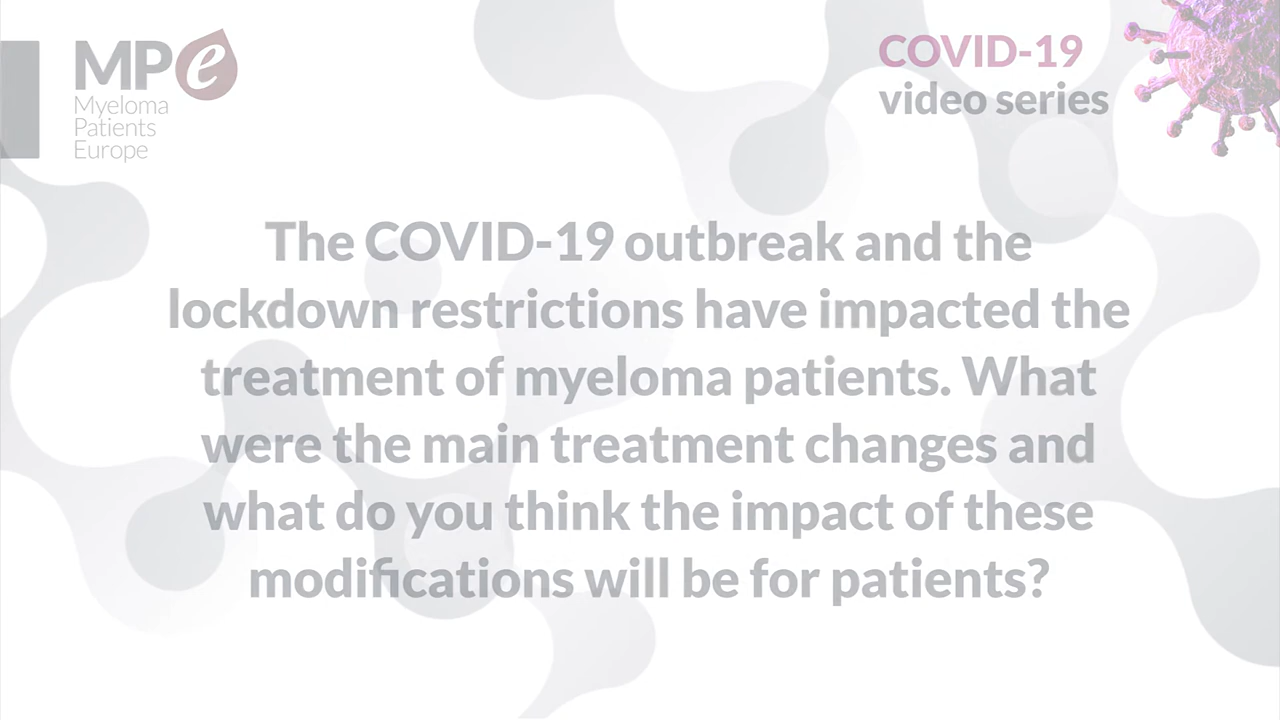 MPe
Myeloma
Patients
Europe
COVID-19
video series
The COVID-19 outbreak and the
lockdown restrictions have impacted the
treatment of myeloma patients. What
were the main treatment changes and
what do you think the impact of these
modifications will be for patients?